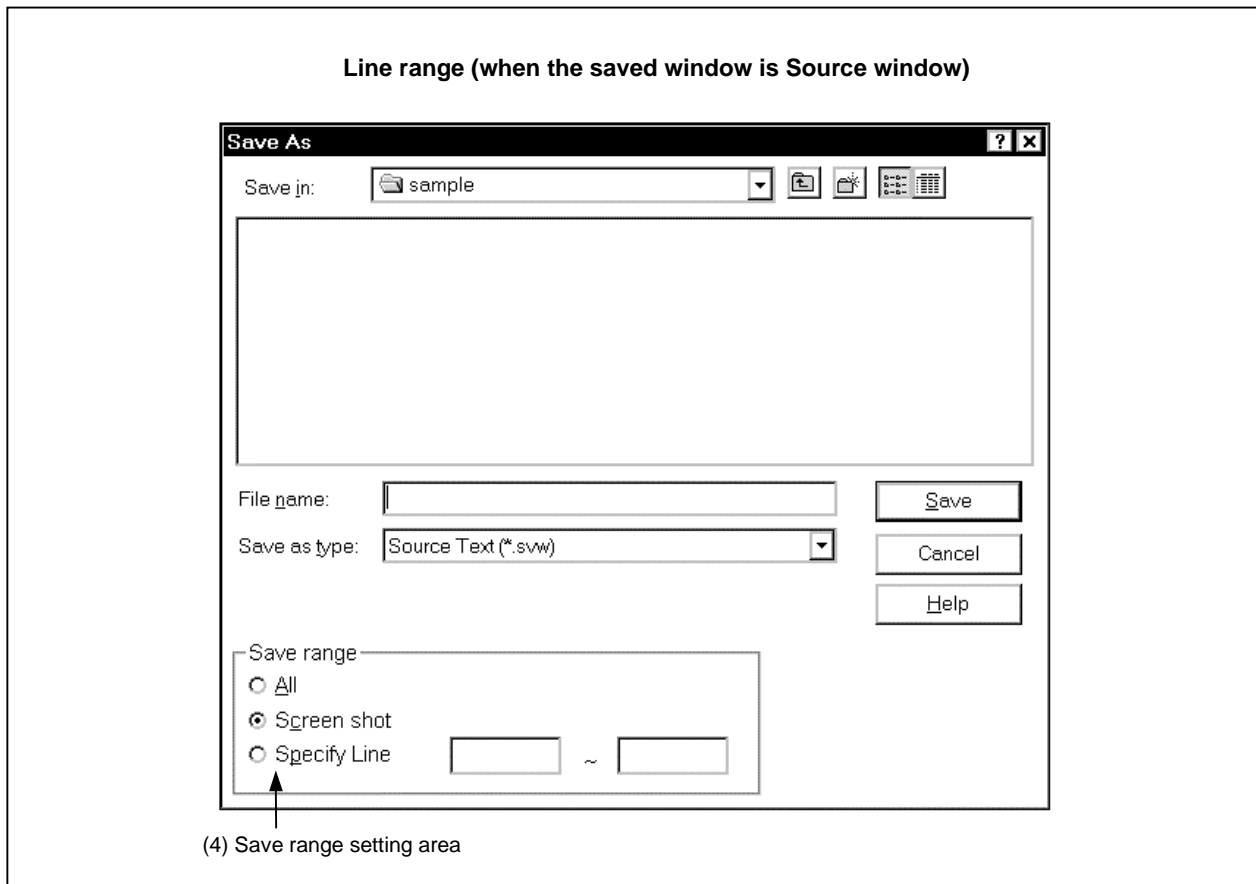 Line range (when the saved window is Source window)
Save As
Save in: sample
File name:
Save
Save as type: Source Text (*.svw)
Cancel
Help
Save range
All
Screen shot
Specify Line ~
(4) Save range setting area